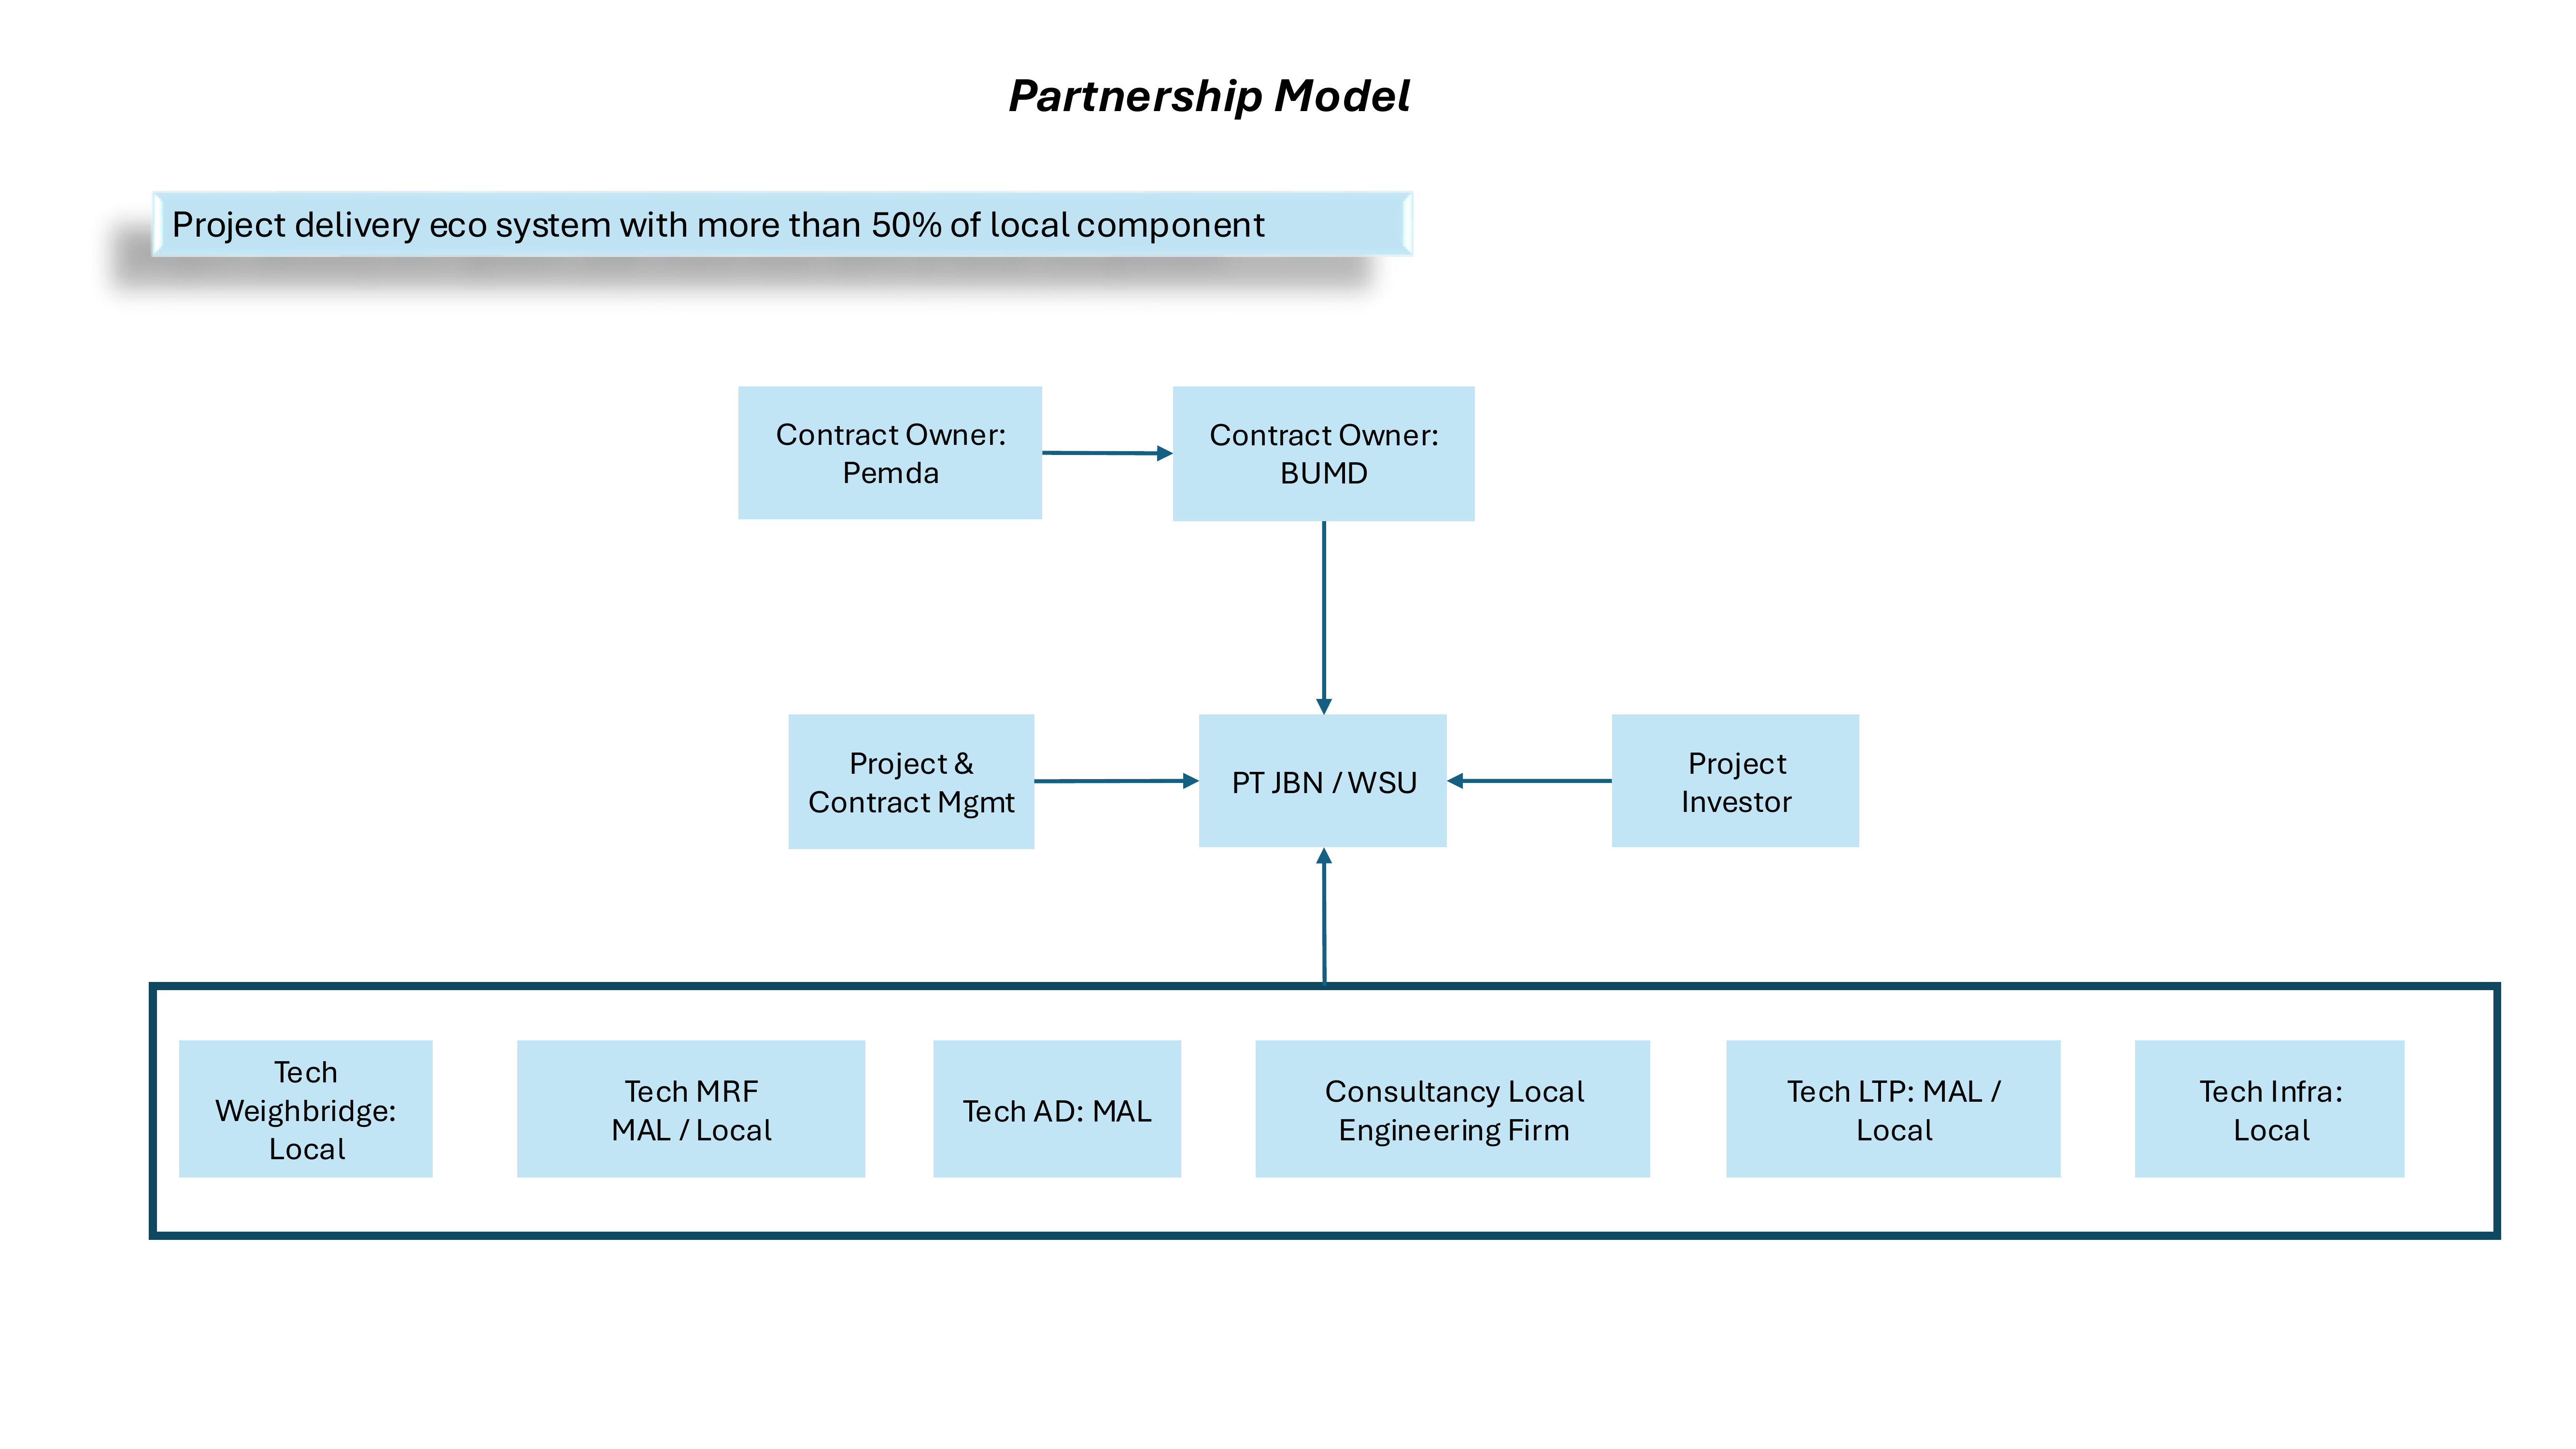 Partnership Model
Project delivery eco system with more than 50% of local component
Contract Owner:
Pemda
Contract Owner:
BUMD
Project &
Contract Mgmt
PT JBN / WSU
Project
Investor
Tech
Weighbridge:
Local
Tech MRF
MAL / Local
Tech AD: MAL
Consultancy Local
Engineering Firm
Tech LTP: MAL /
Local
Tech Infra:
Local